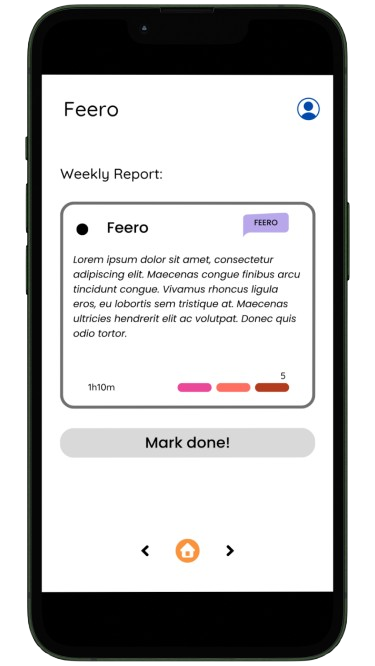 Feero
Weekly Report:
Feero
FEERO
Lorem ipsum dolor sit amet, consectetur
adipiscing elit. Maecenas congue finibus arcu
tincidunt congue. Vivamus rhoncus ligula
eros, eu lobortis sem tristique at. Maecenas
ultricies hendrerit elit ac volutpat. Donec quis
odio tortor.
5
1h10m
Mark done!